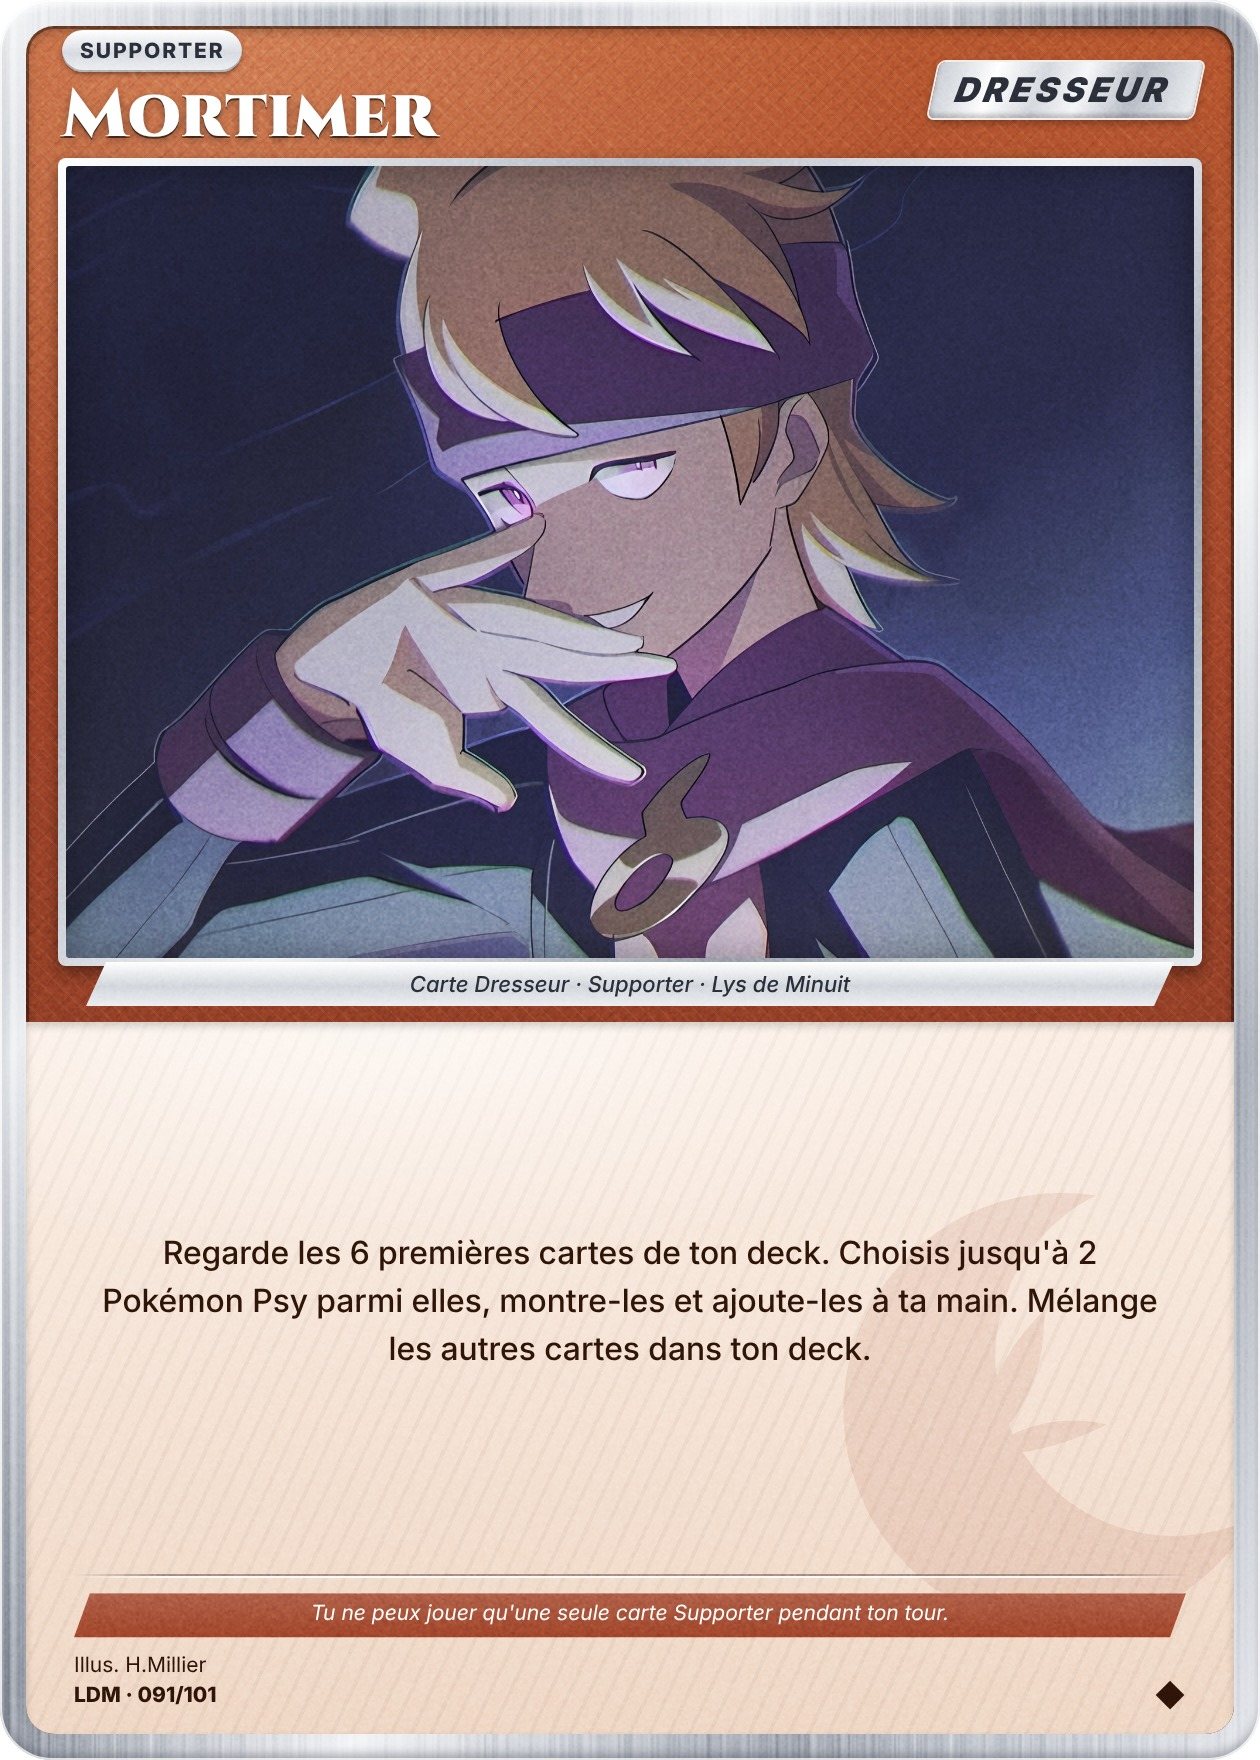 SUPPORTER
MORTIMER
DRESSEUR
Carte Dresseur · Supporter · Lys de Minuit
Regarde les 6 premières cartes de ton deck. Choisis jusqu'à 2
Pokémon Psy parmi elles, montre-les et ajoute-les à ta main. Mélange
les autres cartes dans ton deck.
Tu ne peux jouer qu'une seule carte Supporter pendant ton tour.
Illus. H.Millier
LDM · 091/101